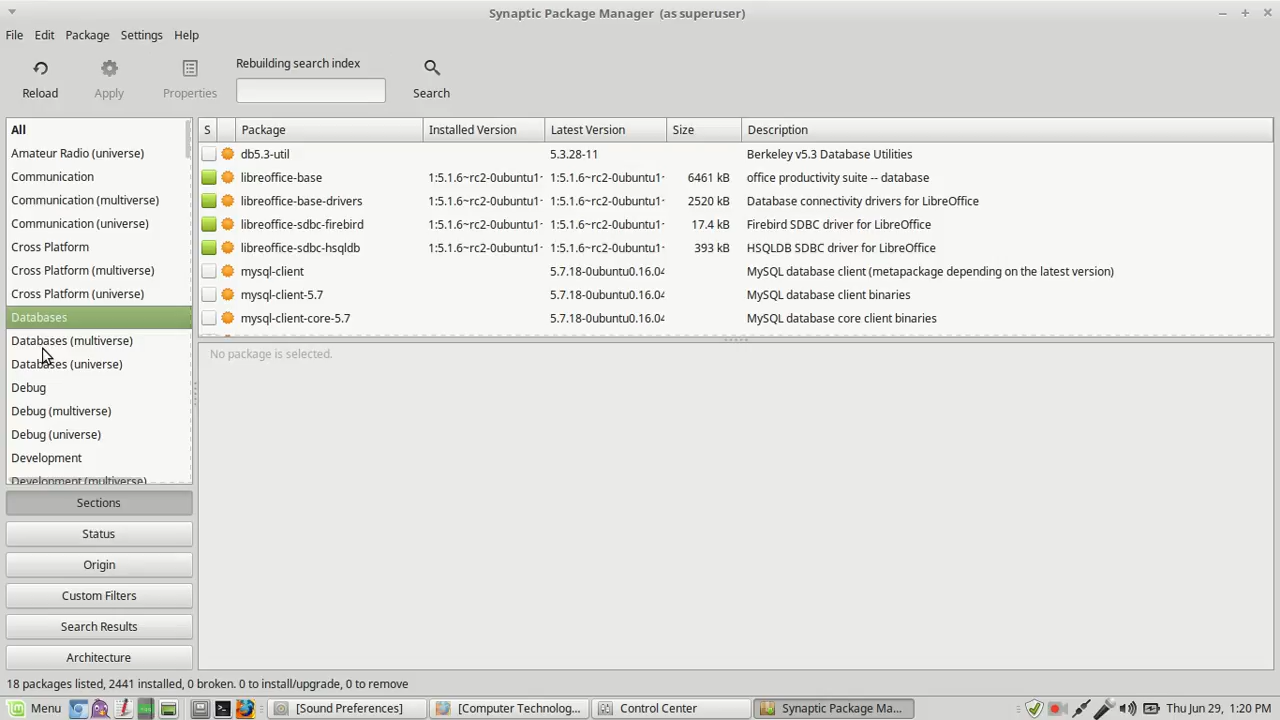 Synaptic Package Manager (as superuser)
File Edit Package Settings Help
Rebuilding search index
Reload Apply Properties Search
All
Amateur Radio (universe)
Communication
Communication (multiverse)
Communication (universe)
Cross Platform
Cross Platform (multiverse)
Cross Platform (universe)
Databases
Databases (multiverse)
Databases (universe)
Debug
Debug (multiverse)
Debug (universe)
Development
Development (multiverse)
Sections
Status
Origin
Custom Filters
Search Results
Architecture
S Package Installed Version Latest Version Size Description
db5.3-util 5.3.28-11 Berkeley v5.3 Database Utilities
libreoffice-base 1:5.1.6~rc2-0ubuntu1· 1:5.1.6~rc2-0ubuntu1· 6461 kB office productivity suite -- database
libreoffice-base-drivers 1:5.1.6~rc2-0ubuntu1· 1:5.1.6~rc2-0ubuntu1· 2520 kB Database connectivity drivers for LibreOffice
libreoffice-sdbc-firebird 1:5.1.6~rc2-0ubuntu1· 1:5.1.6~rc2-0ubuntu1· 17.4 kB Firebird SDBC driver for LibreOffice
libreoffice-sdbc-hsqldb 1:5.1.6~rc2-0ubuntu1· 1:5.1.6~rc2-0ubuntu1· 393 kB HSQLDB SDBC driver for LibreOffice
mysql-client 5.7.18-0ubuntu0.16.04 MySQL database client (metapackage depending on the latest version)
mysql-client-5.7 5.7.18-0ubuntu0.16.04 MySQL database client binaries
mysql-client-core-5.7 5.7.18-0ubuntu0.16.04 MySQL database core client binaries
No package is selected.
18 packages listed, 2441 installed, 0 broken. 0 to install/upgrade, 0 to remove
Menu [Sound Preferences] [Computer Technolog... Control Center Synaptic Package Ma... Thu Jun 29, 1:20 PM